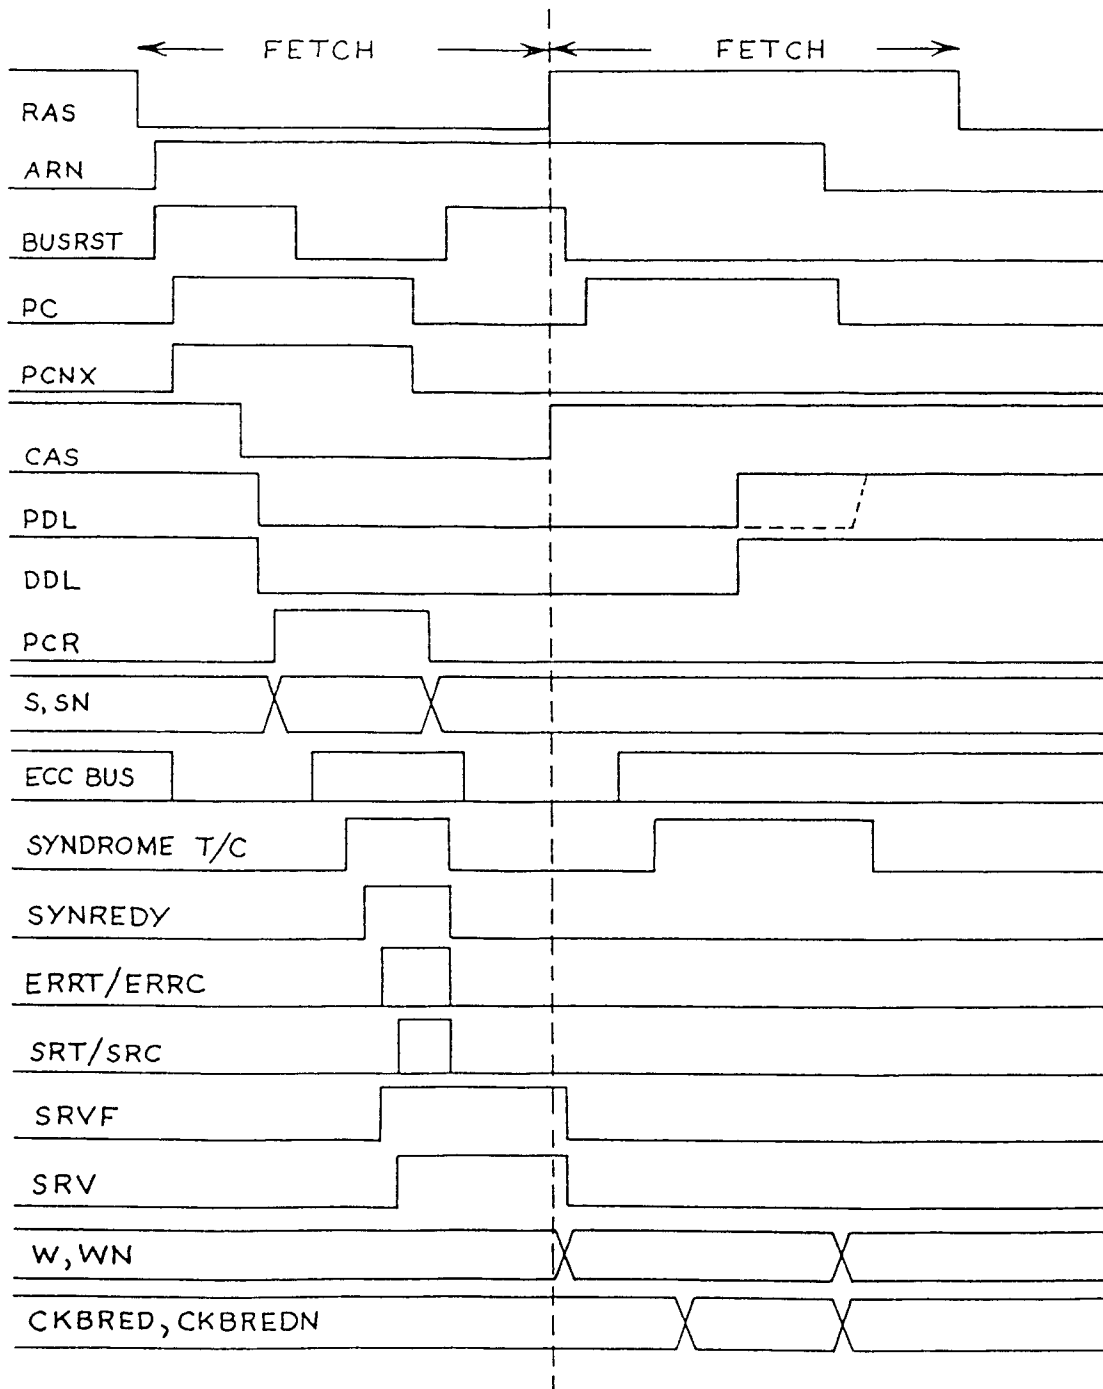 FETCH FETCH
RAS
ARN
BUSRST
PC
PCNX
CAS
PDL
DDL
PCR
S, SN
ECC BUS
SYNDROME T/C
SYNREDY
ERRT/ERRC
SRT/SRC
SRVF
SRV
W, WN
CKBRED, CKBREDN